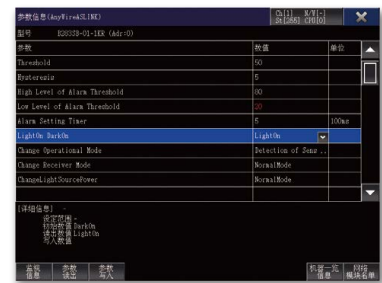 参数信息(AnyWireASLINK)
Ch[1] N/W[-]
St[255] CPU[0]
型号 B289SB-01-1KR (Adr=0)
参数 数值 单位
Threshold 50
Hysteresis 5
High Level of Alarm Threshold 80
Low Level of Alarm Threshold 20
Alarm Setting Timer 5 100ms
LightOn DarkOn LightOn
Change Operational Mode Detection of Sens ..
Change Receiver Mode NormalMode
ChangeLightSourcePower NormalMode
[详细信息] -
设定范围 -
初始数值 DarkOn
读出数值 LightOn
写入数值
监视信息 参数读出 参数写入 机器一览信息 网络模块名单